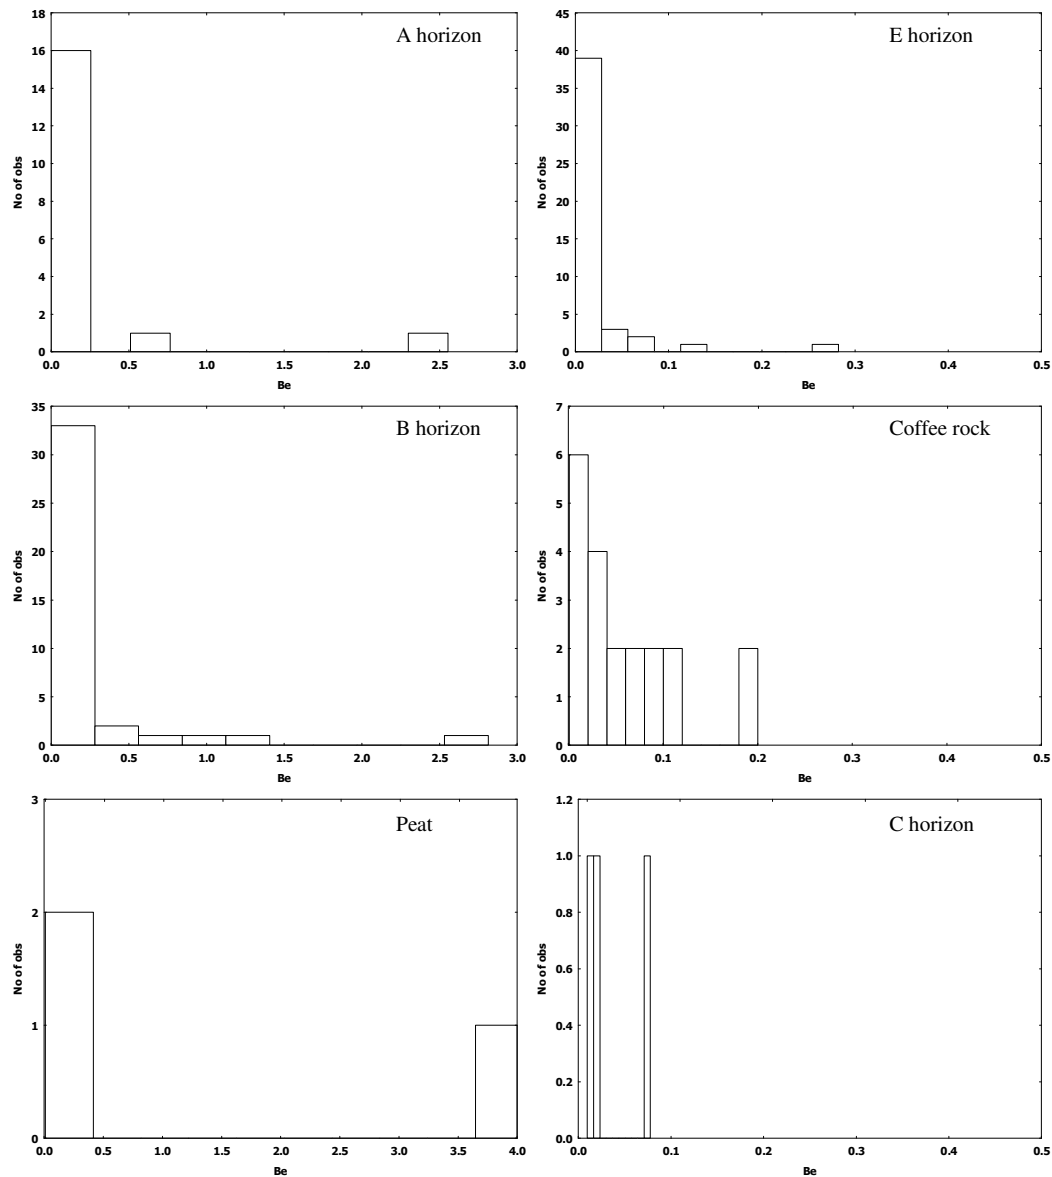 A horizon
18
16
14
12
10
8
6
4
2
0
No of obs
0.0 0.5 1.0 1.5 2.0 2.5 3.0
Be
E horizon
45
40
35
30
25
20
15
10
5
0
No of obs
0.0 0.1 0.2 0.3 0.4 0.5
Be
B horizon
35
30
25
20
15
10
5
0
No of obs
0.0 0.5 1.0 1.5 2.0 2.5 3.0
Be
Coffee rock
7
6
5
4
3
2
1
0
No of obs
0.0 0.1 0.2 0.3 0.4 0.5
Be
Peat
3
2
1
0
No of obs
0.0 0.5 1.0 1.5 2.0 2.5 3.0 3.5 4.0
Be
C horizon
1.2
1.0
0.8
0.6
0.4
0.2
0.0
No of obs
0.0 0.1 0.2 0.3 0.4 0.5
Be